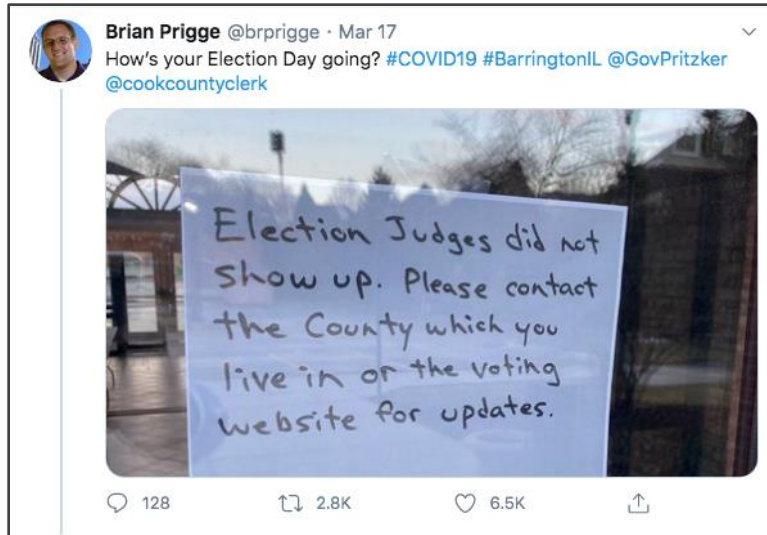 Brian Prigge @brprigge · Mar 17
How's your Election Day going? #COVID19 #BarringtonIL @GovPritzker
@cookcountyclerk
Election Judges did not
show up. Please contact
the County which you
live in or the voting
website for updates.
128 2.8K 6.5K